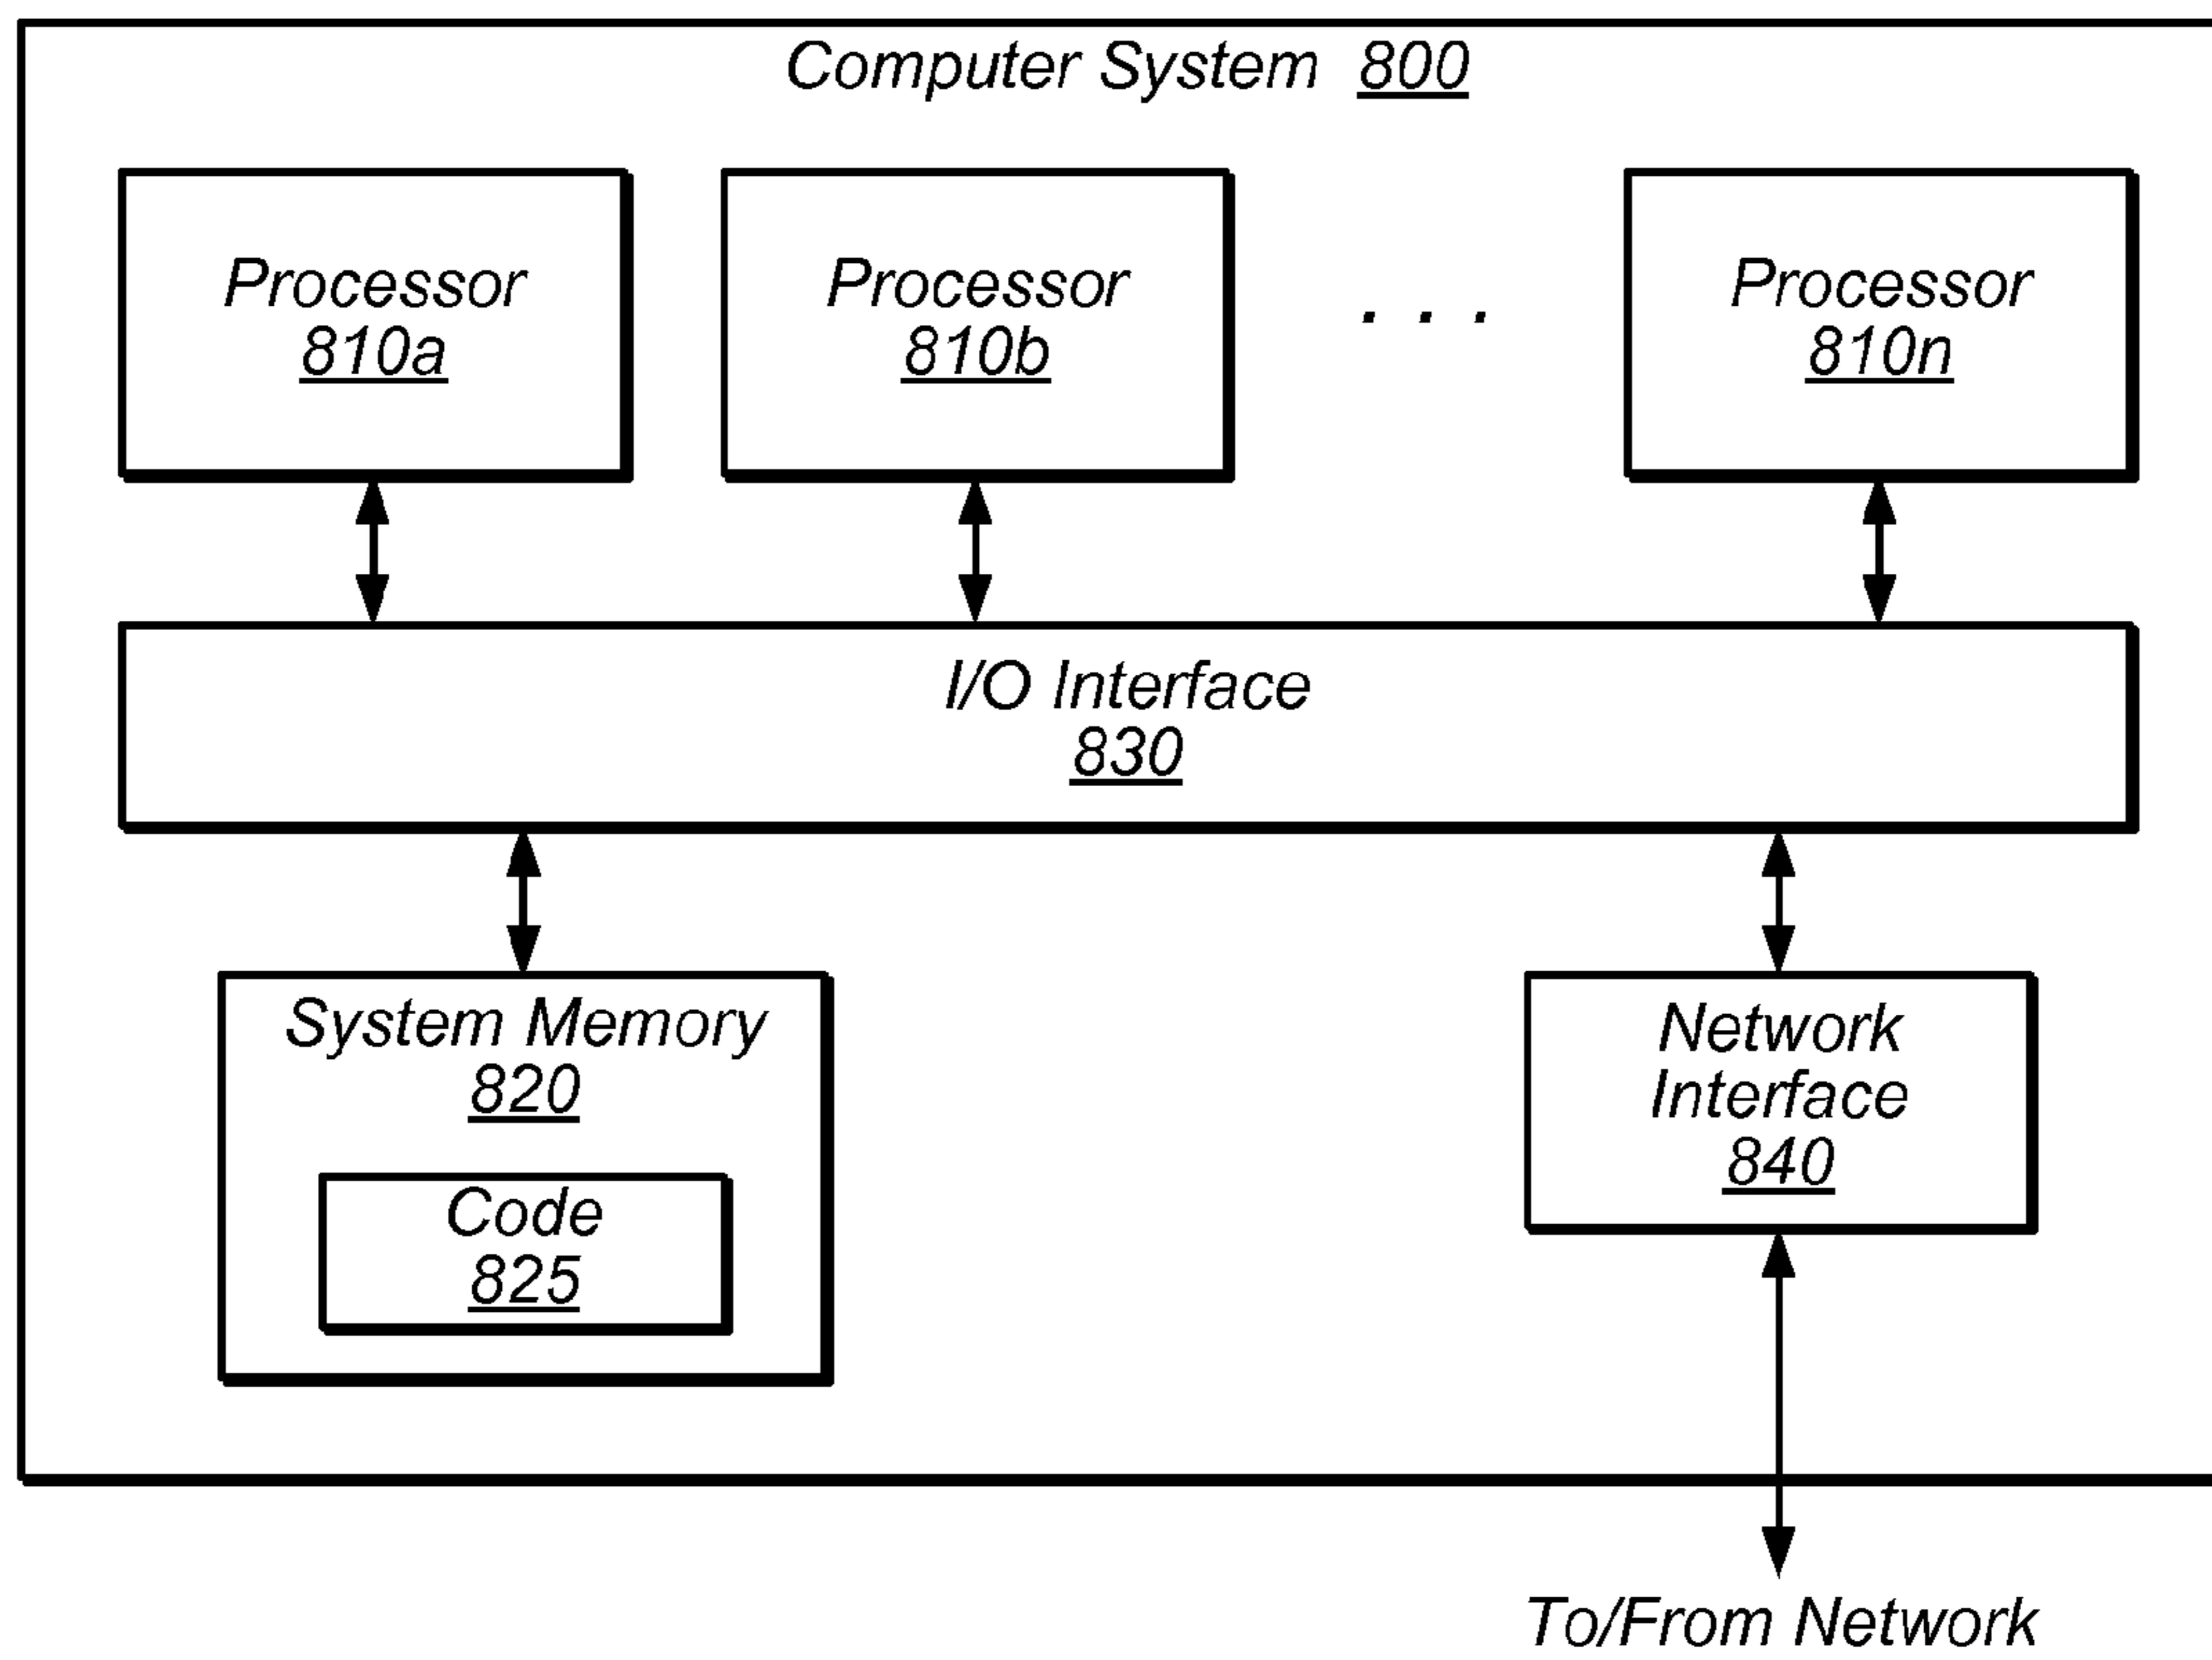 Computer System 800
Processor
810a
Processor
810b
. . .
Processor
810n
I/O Interface
830
System Memory
820
Code
825
Network
Interface
840
To/From Network